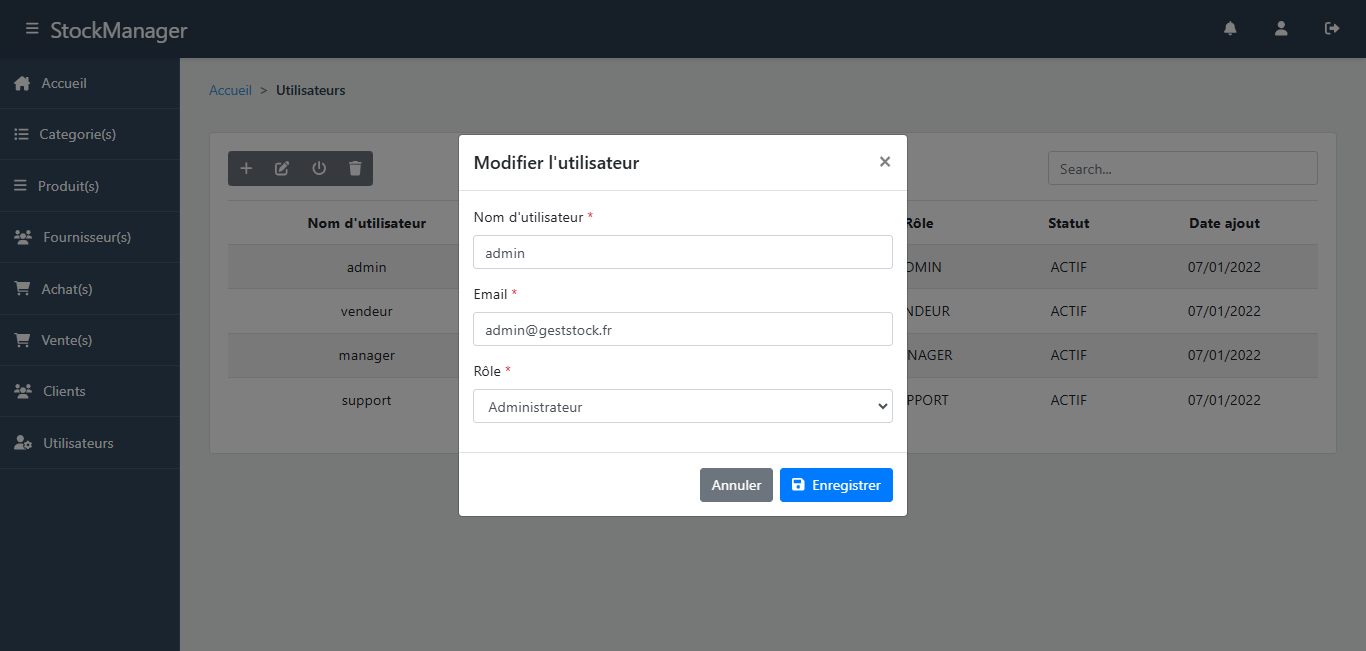 StockManager
Accueil
Categorie(s)
Produit(s)
Fournisseur(s)
Achat(s)
Vente(s)
Clients
Utilisateurs
Accueil > Utilisateurs
Search...
Nom d'utilisateur Rôle Statut Date ajout
admin DMIN ACTIF 07/01/2022
vendeur NDEUR ACTIF 07/01/2022
manager NAGER ACTIF 07/01/2022
support PPORT ACTIF 07/01/2022
Modifier l'utilisateur ×
Nom d'utilisateur *
admin
Email *
admin@geststock.fr
Rôle *
Administrateur
Annuler Enregistrer